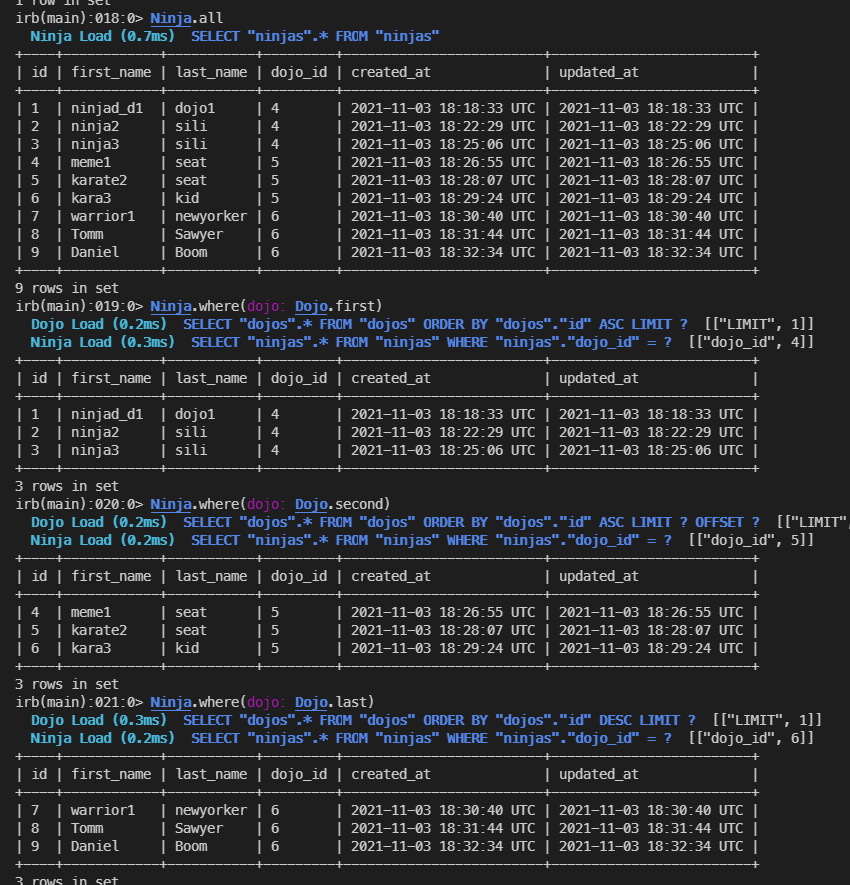 1 row in set
irb(main):018:0> Ninja.all
  Ninja Load (0.7ms)  SELECT "ninjas".* FROM "ninjas"
+----+------------+-----------+---------+-------------------------+-------------------------+
| id | first_name | last_name | dojo_id | created_at              | updated_at              |
+----+------------+-----------+---------+-------------------------+-------------------------+
| 1  | ninjad_d1  | dojo1     | 4       | 2021-11-03 18:18:33 UTC | 2021-11-03 18:18:33 UTC |
| 2  | ninja2     | sili      | 4       | 2021-11-03 18:22:29 UTC | 2021-11-03 18:22:29 UTC |
| 3  | ninja3     | sili      | 4       | 2021-11-03 18:25:06 UTC | 2021-11-03 18:25:06 UTC |
| 4  | meme1      | seat      | 5       | 2021-11-03 18:26:55 UTC | 2021-11-03 18:26:55 UTC |
| 5  | karate2    | seat      | 5       | 2021-11-03 18:28:07 UTC | 2021-11-03 18:28:07 UTC |
| 6  | kara3      | kid       | 5       | 2021-11-03 18:29:24 UTC | 2021-11-03 18:29:24 UTC |
| 7  | warrior1   | newyorker | 6       | 2021-11-03 18:30:40 UTC | 2021-11-03 18:30:40 UTC |
| 8  | Tomm       | Sawyer    | 6       | 2021-11-03 18:31:44 UTC | 2021-11-03 18:31:44 UTC |
| 9  | Daniel     | Boom      | 6       | 2021-11-03 18:32:34 UTC | 2021-11-03 18:32:34 UTC |
+----+------------+-----------+---------+-------------------------+-------------------------+
9 rows in set
irb(main):019:0> Ninja.where(dojo: Dojo.first)
  Dojo Load (0.2ms)  SELECT "dojos".* FROM "dojos" ORDER BY "dojos"."id" ASC LIMIT ?  [["LIMIT", 1]]
  Ninja Load (0.3ms)  SELECT "ninjas".* FROM "ninjas" WHERE "ninjas"."dojo_id" = ?  [["dojo_id", 4]]
+----+------------+-----------+---------+-------------------------+-------------------------+
| id | first_name | last_name | dojo_id | created_at              | updated_at              |
+----+------------+-----------+---------+-------------------------+-------------------------+
| 1  | ninjad_d1  | dojo1     | 4       | 2021-11-03 18:18:33 UTC | 2021-11-03 18:18:33 UTC |
| 2  | ninja2     | sili      | 4       | 2021-11-03 18:22:29 UTC | 2021-11-03 18:22:29 UTC |
| 3  | ninja3     | sili      | 4       | 2021-11-03 18:25:06 UTC | 2021-11-03 18:25:06 UTC |
+----+------------+-----------+---------+-------------------------+-------------------------+
3 rows in set
irb(main):020:0> Ninja.where(dojo: Dojo.second)
  Dojo Load (0.2ms)  SELECT "dojos".* FROM "dojos" ORDER BY "dojos"."id" ASC LIMIT ? OFFSET ?  [["LIMIT",
  Ninja Load (0.2ms)  SELECT "ninjas".* FROM "ninjas" WHERE "ninjas"."dojo_id" = ?  [["dojo_id", 5]]
+----+------------+-----------+---------+-------------------------+-------------------------+
| id | first_name | last_name | dojo_id | created_at              | updated_at              |
+----+------------+-----------+---------+-------------------------+-------------------------+
| 4  | meme1      | seat      | 5       | 2021-11-03 18:26:55 UTC | 2021-11-03 18:26:55 UTC |
| 5  | karate2    | seat      | 5       | 2021-11-03 18:28:07 UTC | 2021-11-03 18:28:07 UTC |
| 6  | kara3      | kid       | 5       | 2021-11-03 18:29:24 UTC | 2021-11-03 18:29:24 UTC |
+----+------------+-----------+---------+-------------------------+-------------------------+
3 rows in set
irb(main):021:0> Ninja.where(dojo: Dojo.last)
  Dojo Load (0.3ms)  SELECT "dojos".* FROM "dojos" ORDER BY "dojos"."id" DESC LIMIT ?  [["LIMIT", 1]]
  Ninja Load (0.2ms)  SELECT "ninjas".* FROM "ninjas" WHERE "ninjas"."dojo_id" = ?  [["dojo_id", 6]]
+----+------------+-----------+---------+-------------------------+-------------------------+
| id | first_name | last_name | dojo_id | created_at              | updated_at              |
+----+------------+-----------+---------+-------------------------+-------------------------+
| 7  | warrior1   | newyorker | 6       | 2021-11-03 18:30:40 UTC | 2021-11-03 18:30:40 UTC |
| 8  | Tomm       | Sawyer    | 6       | 2021-11-03 18:31:44 UTC | 2021-11-03 18:31:44 UTC |
| 9  | Daniel     | Boom      | 6       | 2021-11-03 18:32:34 UTC | 2021-11-03 18:32:34 UTC |
+----+------------+-----------+---------+-------------------------+-------------------------+
3 rows in set